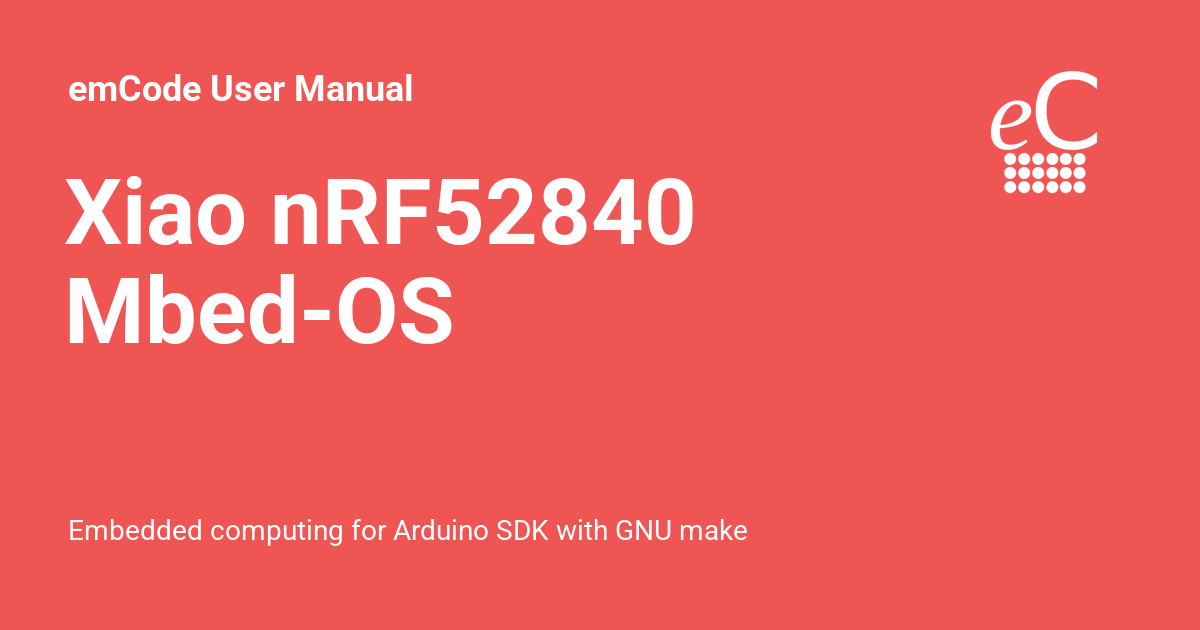 emCode User Manual
eC
Xiao nRF52840
Mbed-OS
Embedded computing for Arduino SDK with GNU make